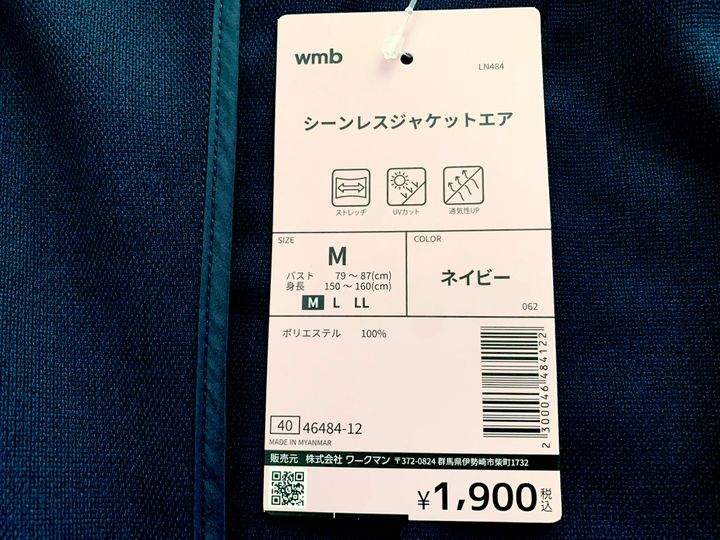 wmb
LN484
シーンレスジャケットエア
ストレッチ UVカット 通気性UP
SIZE
M
バスト 79～87(cm)
身長 150～160(cm)
M L LL
COLOR
ネイビー
062
ポリエステル 100%
2 300046 484122
40 46484-12
MADE IN MYANMAR
販売元 株式会社 ワークマン 〒372-0824 群馬県伊勢崎市柴町1732
¥1,900 税込